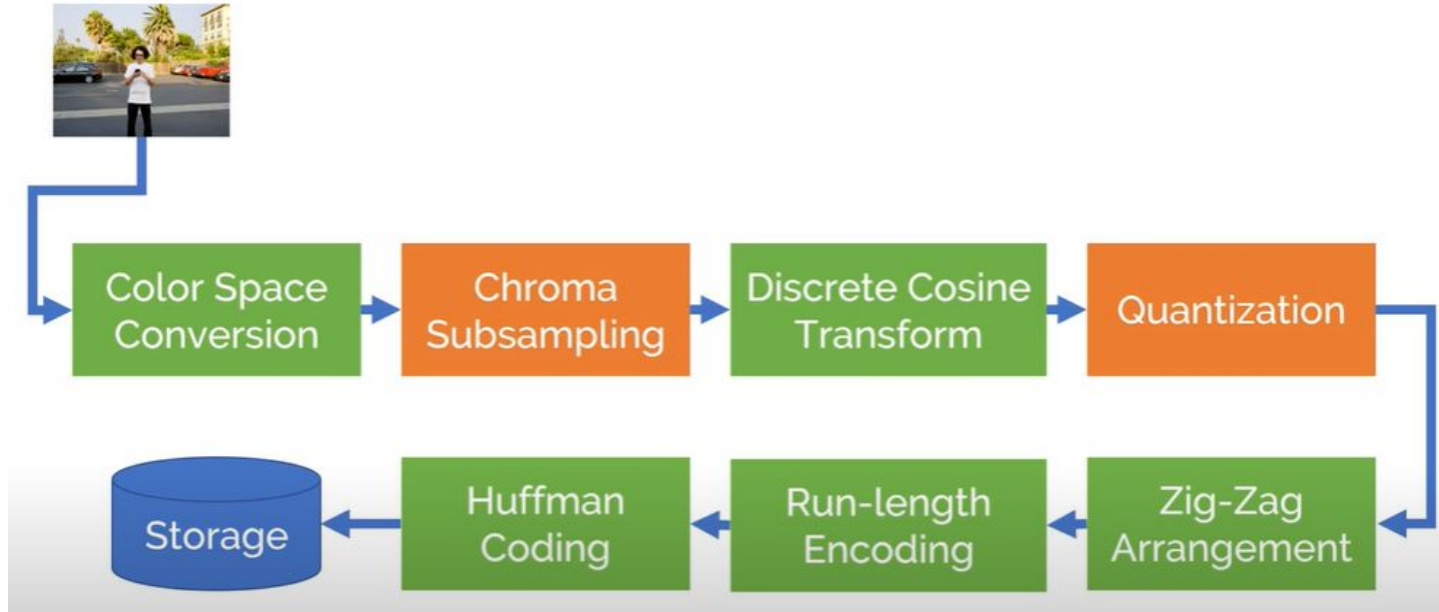 Color Space
Conversion
Chroma
Subsampling
Discrete Cosine
Transform
Quantization
Zig-Zag
Arrangement
Run-length
Encoding
Huffman
Coding
Storage